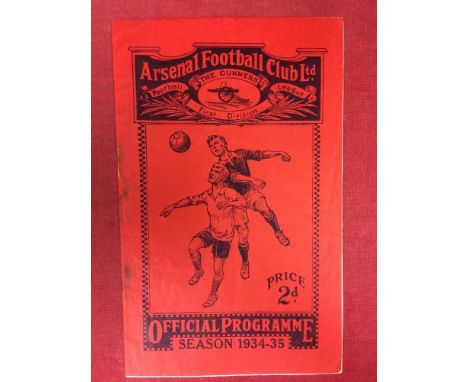 Arsenal Football Club Ltd.
THE GUNNERS
Football League
First Division
PRICE
2d.
OFFICIAL PROGRAMME
SEASON 1934-35